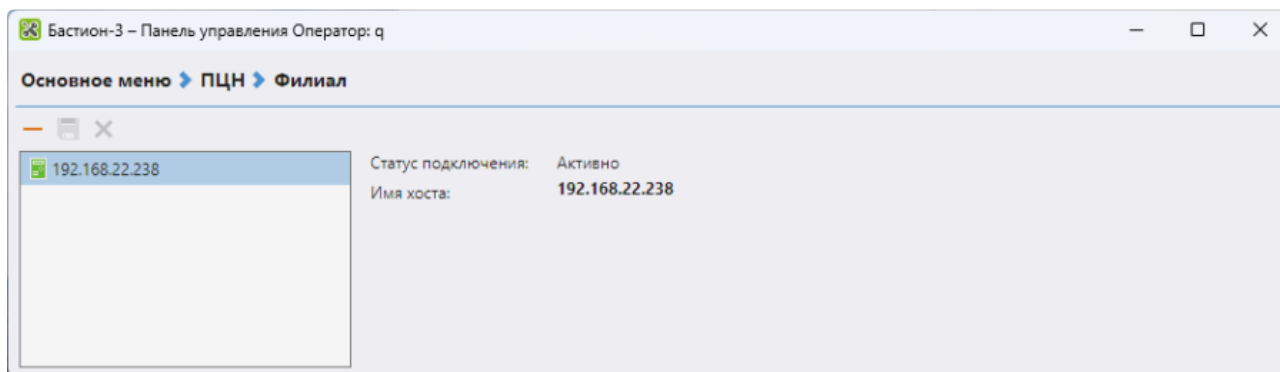 Бастион-3 – Панель управления Оператор: q
Основное меню ПЦН Филиал
192.168.22.238
Статус подключения: Активно
Имя хоста: 192.168.22.238